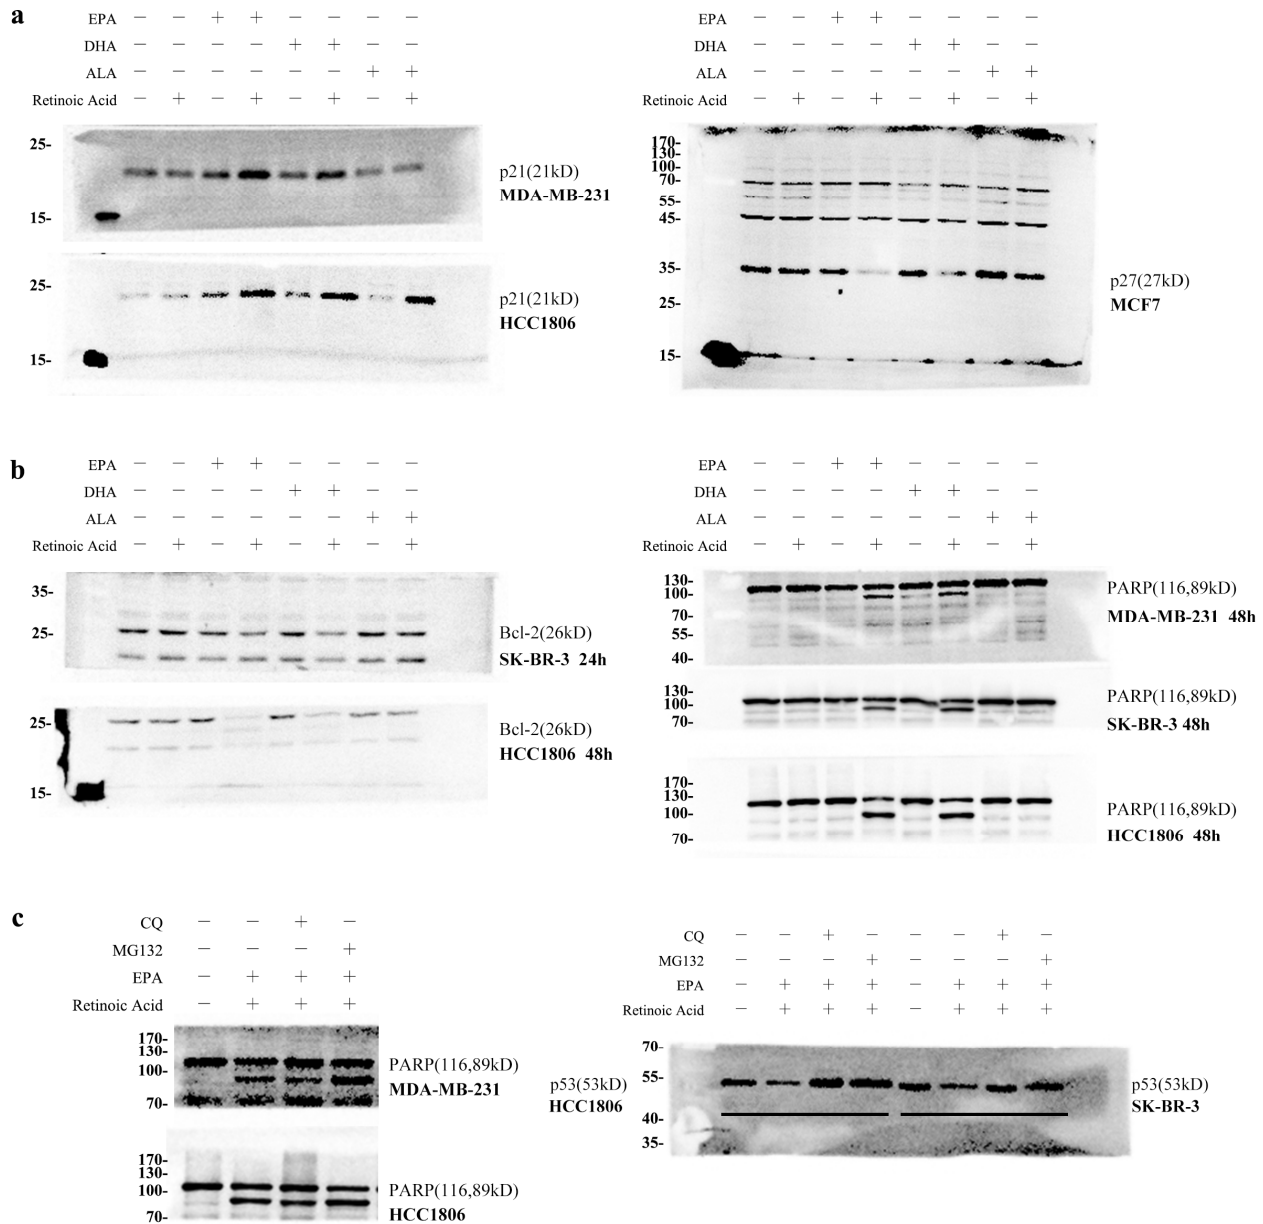 a
EPA − − + + − − − −
DHA − − − − + + − −
ALA − − − − − − + +
Retinoic Acid − + − + − + − +
25-
15-
p21(21kD)
MDA-MB-231
25-
15-
p21(21kD)
HCC1806
EPA − − + + − − − −
DHA − − − − + + − −
ALA − − − − − − + +
Retinoic Acid − + − + − + − +
170-
130-
100-
70-
55-
45-
35-
25-
15-
p27(27kD)
MCF7
b
EPA − − + + − − − −
DHA − − − − + + − −
ALA − − − − − − + +
Retinoic Acid − + − + − + − +
35-
25-
Bcl-2(26kD)
SK-BR-3 24h
25-
15-
Bcl-2(26kD)
HCC1806 48h
EPA − − + + − − − −
DHA − − − − + + − −
ALA − − − − − − + +
Retinoic Acid − + − + − + − +
130-
100-
70-
55-
40-
PARP(116,89kD)
MDA-MB-231 48h
130-
100-
70-
PARP(116,89kD)
SK-BR-3 48h
170-
130-
100-
70-
PARP(116,89kD)
HCC1806 48h
c
CQ − − + −
MG132 − − − +
EPA − + + +
Retinoic Acid − + + +
170-
130-
100-
70-
PARP(116,89kD)
MDA-MB-231
170-
130-
100-
70-
PARP(116,89kD)
HCC1806
CQ − − + − − − + −
MG132 − − − + − − − +
EPA − + + + − + + +
Retinoic Acid − + + + − + + +
70-
55-
40-
35-
p53(53kD)
HCC1806
p53(53kD)
SK-BR-3